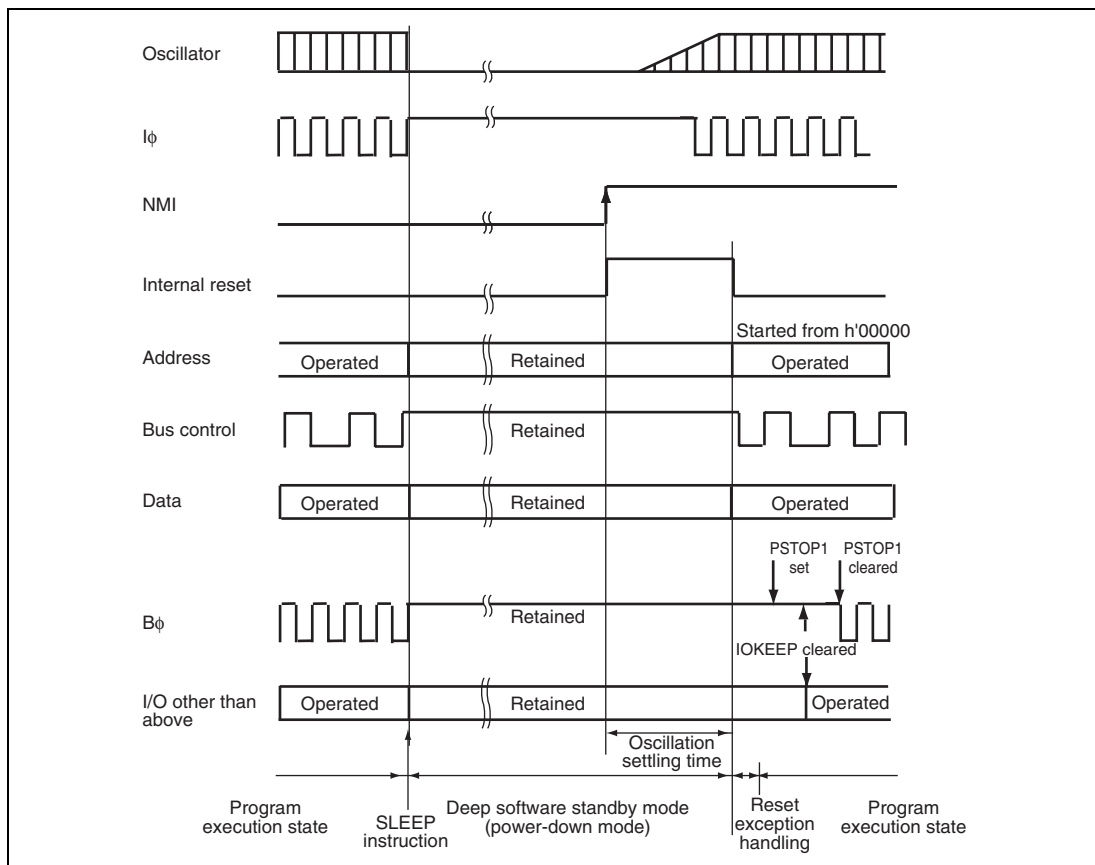 Oscillator
Iϕ
NMI
Internal reset
Started from h'00000
Address
Operated
Retained
Operated
Bus control
Retained
Data
Operated
Retained
Operated
PSTOP1
set
PSTOP1
cleared
Bϕ
Retained
IOKEEP cleared
I/O other than
above
Operated
Retained
Operated
Oscillation
settling time
Program
execution state
SLEEP
instruction
Deep software standby mode
(power-down mode)
Reset
exception
handling
Program
execution state